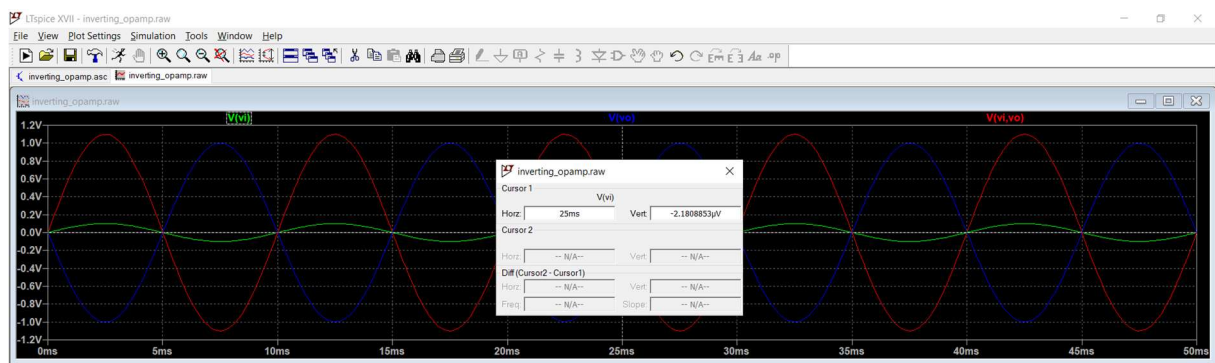 LTspice XVII - inverting_opamp.raw
File View Plot Settings Simulation Tools Window Help
inverting_opamp.asc inverting_opamp.raw
inverting_opamp.raw
V(vi) V(vo) V(vi,vo)
1.2V
1.0V
0.8V
0.6V
0.4V
0.2V
0.0V
-0.2V
-0.4V
-0.6V
-0.8V
-1.0V
-1.2V
0ms 5ms 10ms 15ms 20ms 25ms 30ms 35ms 40ms 45ms 50ms
inverting_opamp.raw
Cursor 1
V(vi)
Horz: 25ms Vert: -2.1808853µV
Cursor 2
Horz: -- N/A-- Vert: -- N/A--
Diff (Cursor2 - Cursor1)
Horz: -- N/A-- Vert: -- N/A--
Freq: -- N/A-- Slope: -- N/A--